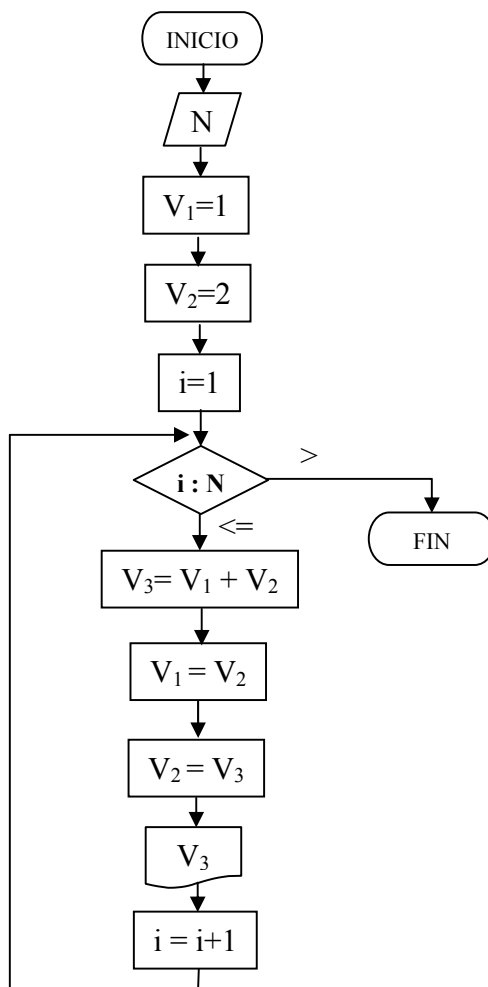 INICIO
N
V₁=1
V₂=2
i=1
>
i : N
FIN
<=
V₃= V₁ + V₂
V₁ = V₂
V₂ = V₃
V₃
i = i+1